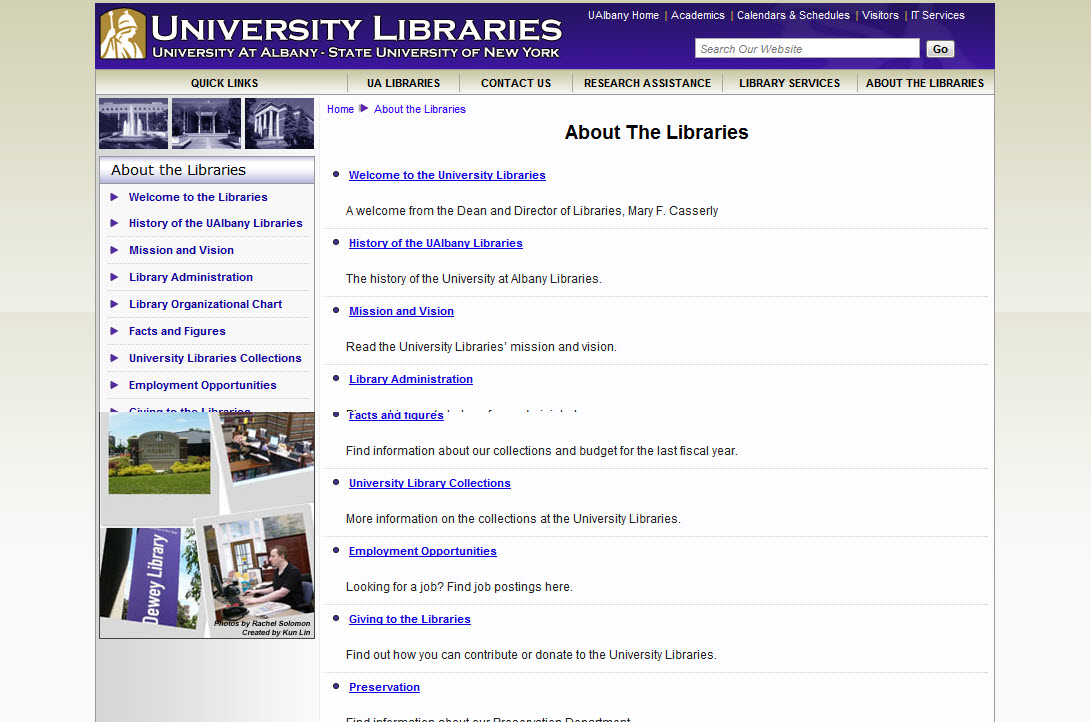 UNIVERSITY LIBRARIES
UNIVERSITY AT ALBANY - STATE UNIVERSITY OF NEW YORK
UAlbany Home | Academics | Calendars & Schedules | Visitors | IT Services
Search Our Website
Go
QUICK LINKS
UA LIBRARIES
CONTACT US
RESEARCH ASSISTANCE
LIBRARY SERVICES
ABOUT THE LIBRARIES
About the Libraries
Welcome to the Libraries
History of the UAlbany Libraries
Mission and Vision
Library Administration
Library Organizational Chart
Facts and Figures
University Libraries Collections
Employment Opportunities
Giving to the Libraries
UNIVERSITY
ALBANY
Dewey Library
Photos by Rachel Solomon
Created by Kun Lin
Home About the Libraries
About The Libraries
Welcome to the University Libraries
A welcome from the Dean and Director of Libraries, Mary F. Casserly
History of the UAlbany Libraries
The history of the University at Albany Libraries.
Mission and Vision
Read the University Libraries' mission and vision.
Library Administration
Facts and figures
Find information about our collections and budget for the last fiscal year.
University Library Collections
More information on the collections at the University Libraries.
Employment Opportunities
Looking for a job? Find job postings here.
Giving to the Libraries
Find out how you can contribute or donate to the University Libraries.
Preservation
Find information about our Preservation Department.